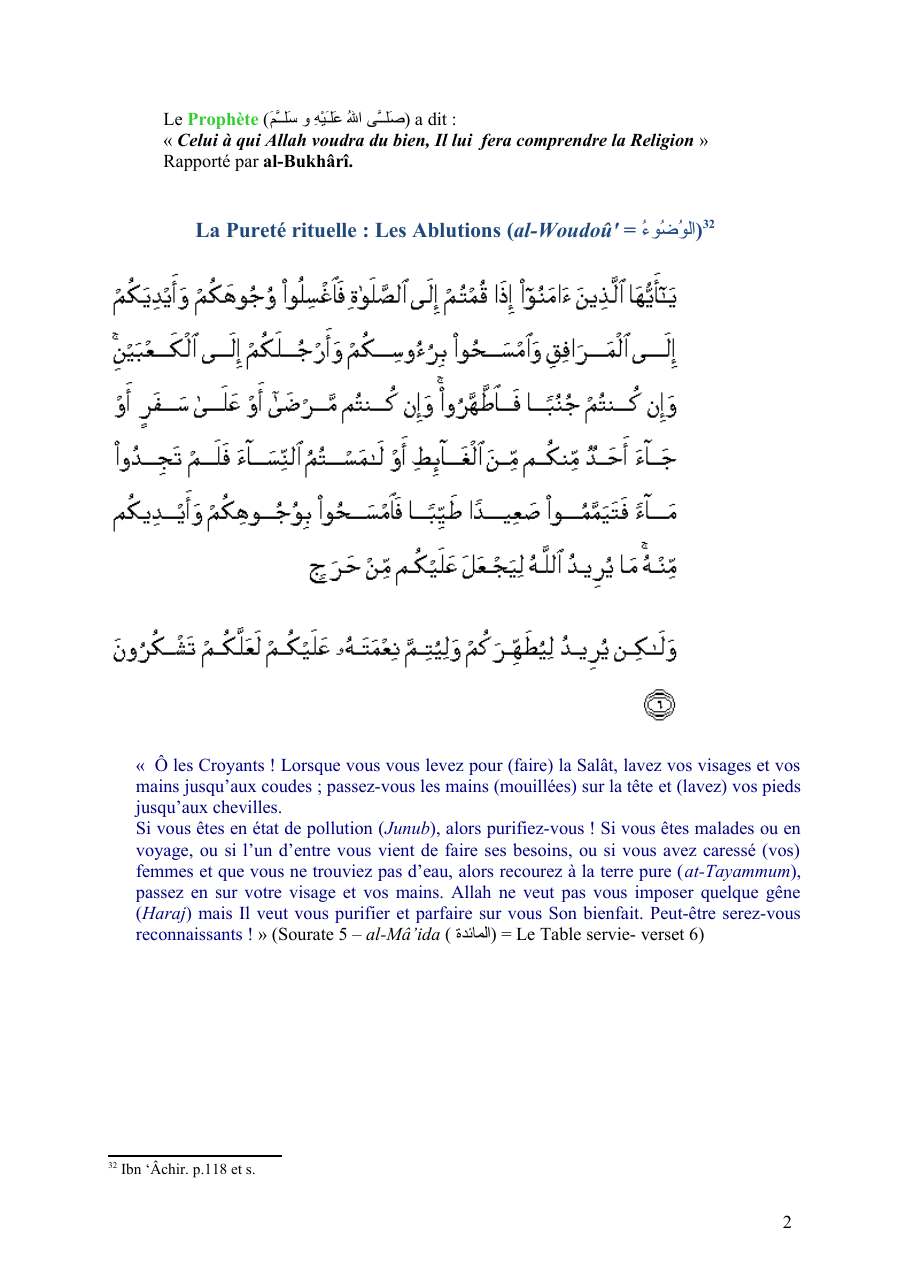 Le Prophète (صَلَــّى اللهُ عَلَـيْهِ و سَلَــّمَ) a dit :
« Celui à qui Allah voudra du bien, Il lui fera comprendre la Religion »
Rapporté par al-Bukhârî.
La Pureté rituelle : Les Ablutions (al-Woudoû' = الوُضُوءُ)32
يَـٰٓأَيُّهَا ٱلَّذِينَ ءَامَنُوٓا۟ إِذَا قُمْتُمْ إِلَى ٱلصَّلَوٰةِ فَٱغْسِلُوا۟ وُجُوهَكُمْ وَأَيْدِيَكُمْ
إِلَى ٱلْمَرَافِقِ وَٱمْسَحُوا۟ بِرُءُوسِكُمْ وَأَرْجُلَكُمْ إِلَى ٱلْكَعْبَيْنِ ۚ
وَإِن كُنتُمْ جُنُبًا فَٱطَّهَّرُوا۟ ۚ وَإِن كُنتُم مَّرْضَىٰٓ أَوْ عَلَىٰ سَفَرٍ أَوْ
جَآءَ أَحَدٌ مِّنكُم مِّنَ ٱلْغَآئِطِ أَوْ لَـٰمَسْتُمُ ٱلنِّسَآءَ فَلَمْ تَجِدُوا۟
مَآءً فَتَيَمَّمُوا۟ صَعِيدًا طَيِّبًا فَٱمْسَحُوا۟ بِوُجُوهِكُمْ وَأَيْدِيكُم
مِّنْهُ ۚ مَا يُرِيدُ ٱللَّهُ لِيَجْعَلَ عَلَيْكُم مِّنْ حَرَجٍ
وَلَـٰكِن يُرِيدُ لِيُطَهِّرَكُمْ وَلِيُتِمَّ نِعْمَتَهُۥ عَلَيْكُمْ لَعَلَّكُمْ تَشْكُرُونَ
٦
« Ô les Croyants ! Lorsque vous vous levez pour (faire) la Salât, lavez vos visages et vos
mains jusqu’aux coudes ; passez-vous les mains (mouillées) sur la tête et (lavez) vos pieds
jusqu’aux chevilles.
Si vous êtes en état de pollution (Junub), alors purifiez-vous ! Si vous êtes malades ou en
voyage, ou si l’un d’entre vous vient de faire ses besoins, ou si vous avez caressé (vos)
femmes et que vous ne trouviez pas d’eau, alors recourez à la terre pure (at-Tayammum),
passez en sur votre visage et vos mains. Allah ne veut pas vous imposer quelque gêne
(Haraj) mais Il veut vous purifier et parfaire sur vous Son bienfait. Peut-être serez-vous
reconnaissants ! » (Sourate 5 – al-Mâ’ida ( المائدة) = Le Table servie- verset 6)
32 Ibn ‘Âchir. p.118 et s.
2